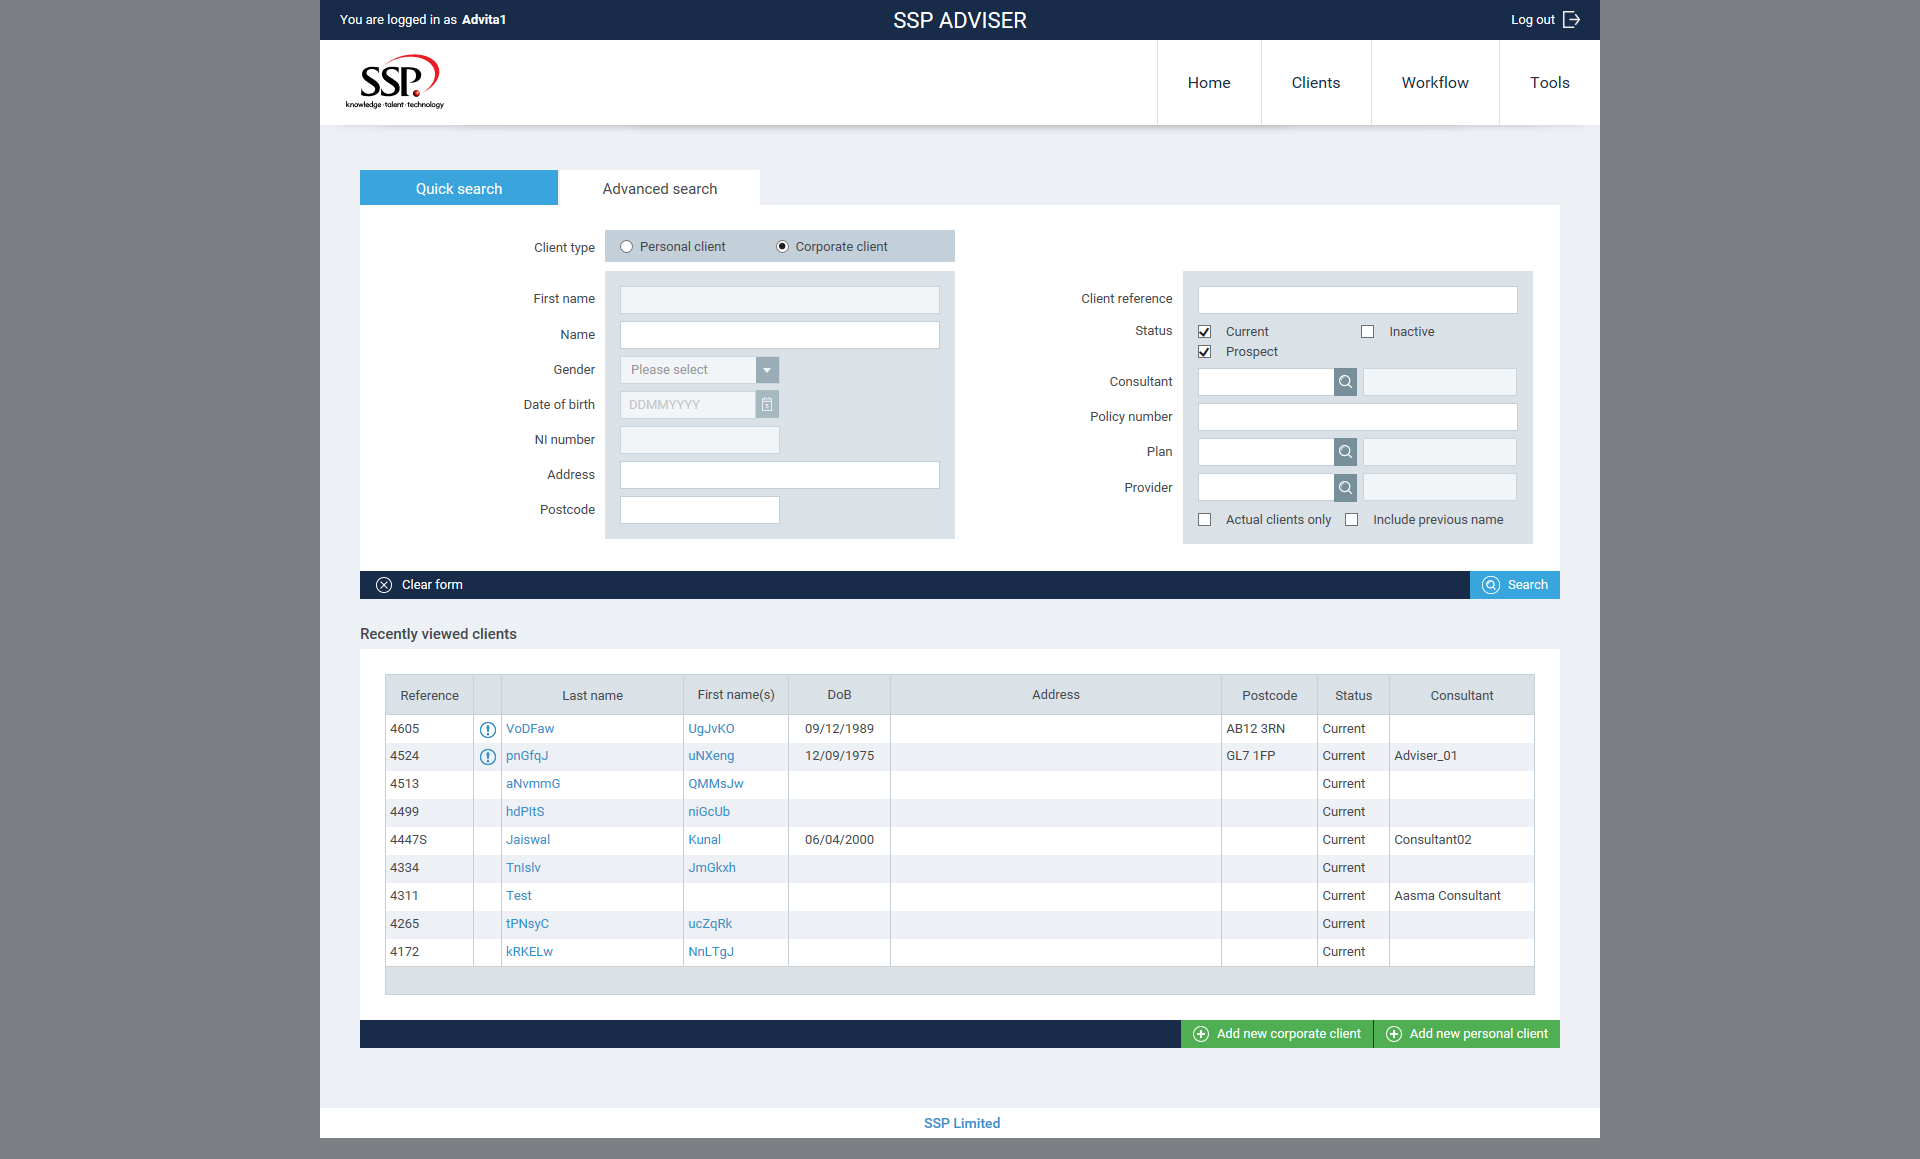 You are logged in as Advita1
SSP ADVISER
Log out
SSP.
knowledge·talent·technology
Home
Clients
Workflow
Tools
Quick search
Advanced search
Client type
Personal client
Corporate client
First name
Name
Gender
Please select
Date of birth
DDMMYYYY
NI number
Address
Postcode
Client reference
Status
Current
Inactive
Prospect
Consultant
Policy number
Plan
Provider
Actual clients only
Include previous name
Clear form
Search
Recently viewed clients
Reference Last name First name(s) DoB Address Postcode Status Consultant
4605 VoDFaw UgJvKO 09/12/1989 AB12 3RN Current
4524 pnGfqJ uNXeng 12/09/1975 GL7 1FP Current Adviser_01
4513 aNvmmG QMMsJw Current
4499 hdPItS niGcUb Current
4447S Jaiswal Kunal 06/04/2000 Current Consultant02
4334 TnIslv JmGkxh Current
4311 Test Current Aasma Consultant
4265 tPNsyC ucZqRk Current
4172 kRKELw NnLTgJ Current
Add new corporate client
Add new personal client
SSP Limited